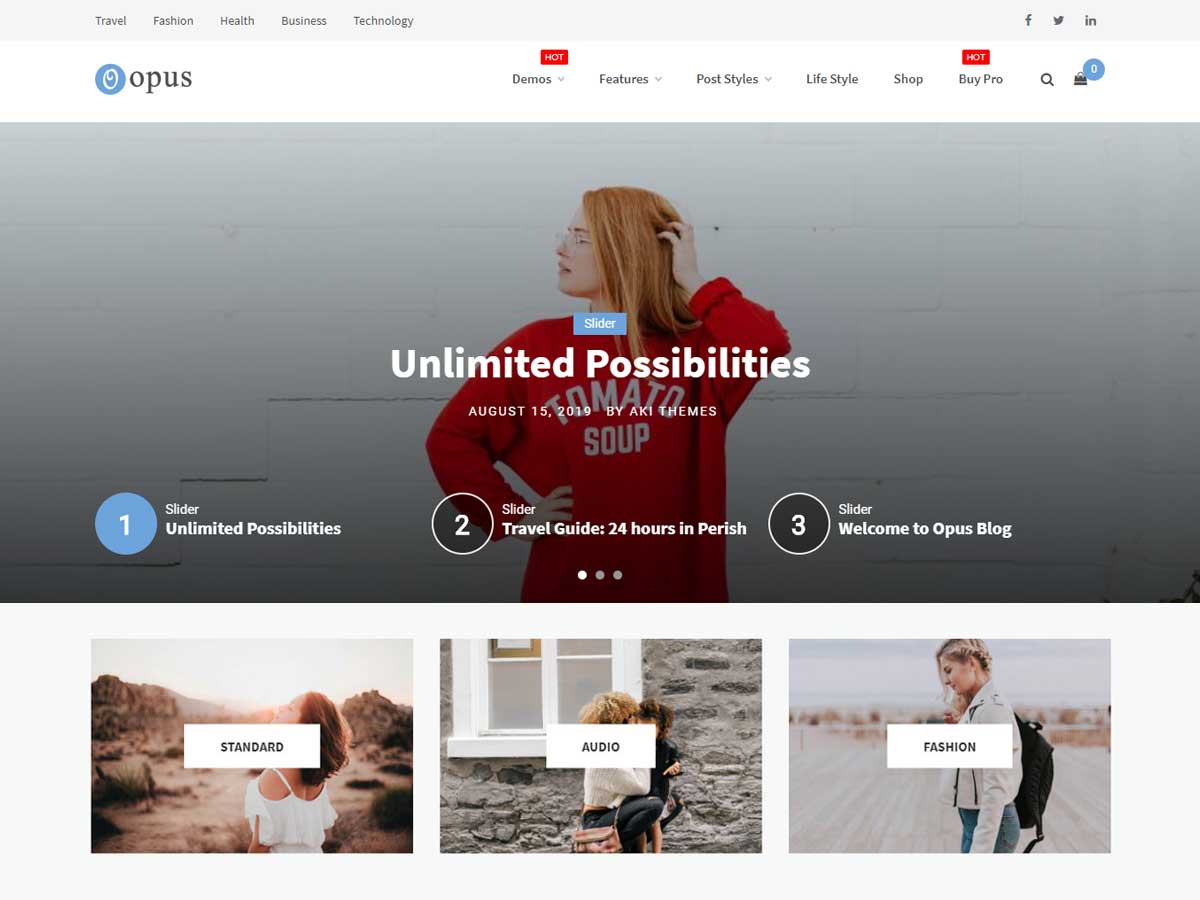 Travel Fashion Health Business Technology
HOT HOT
opus Demos Features Post Styles Life Style Shop Buy Pro 0
Slider
Unlimited Possibilities
AUGUST 15, 2019 BY AKI THEMES
TOMATO
SOUP
1 Slider
Unlimited Possibilities
2 Slider
Travel Guide: 24 hours in Perish
3 Slider
Welcome to Opus Blog
STANDARD AUDIO FASHION